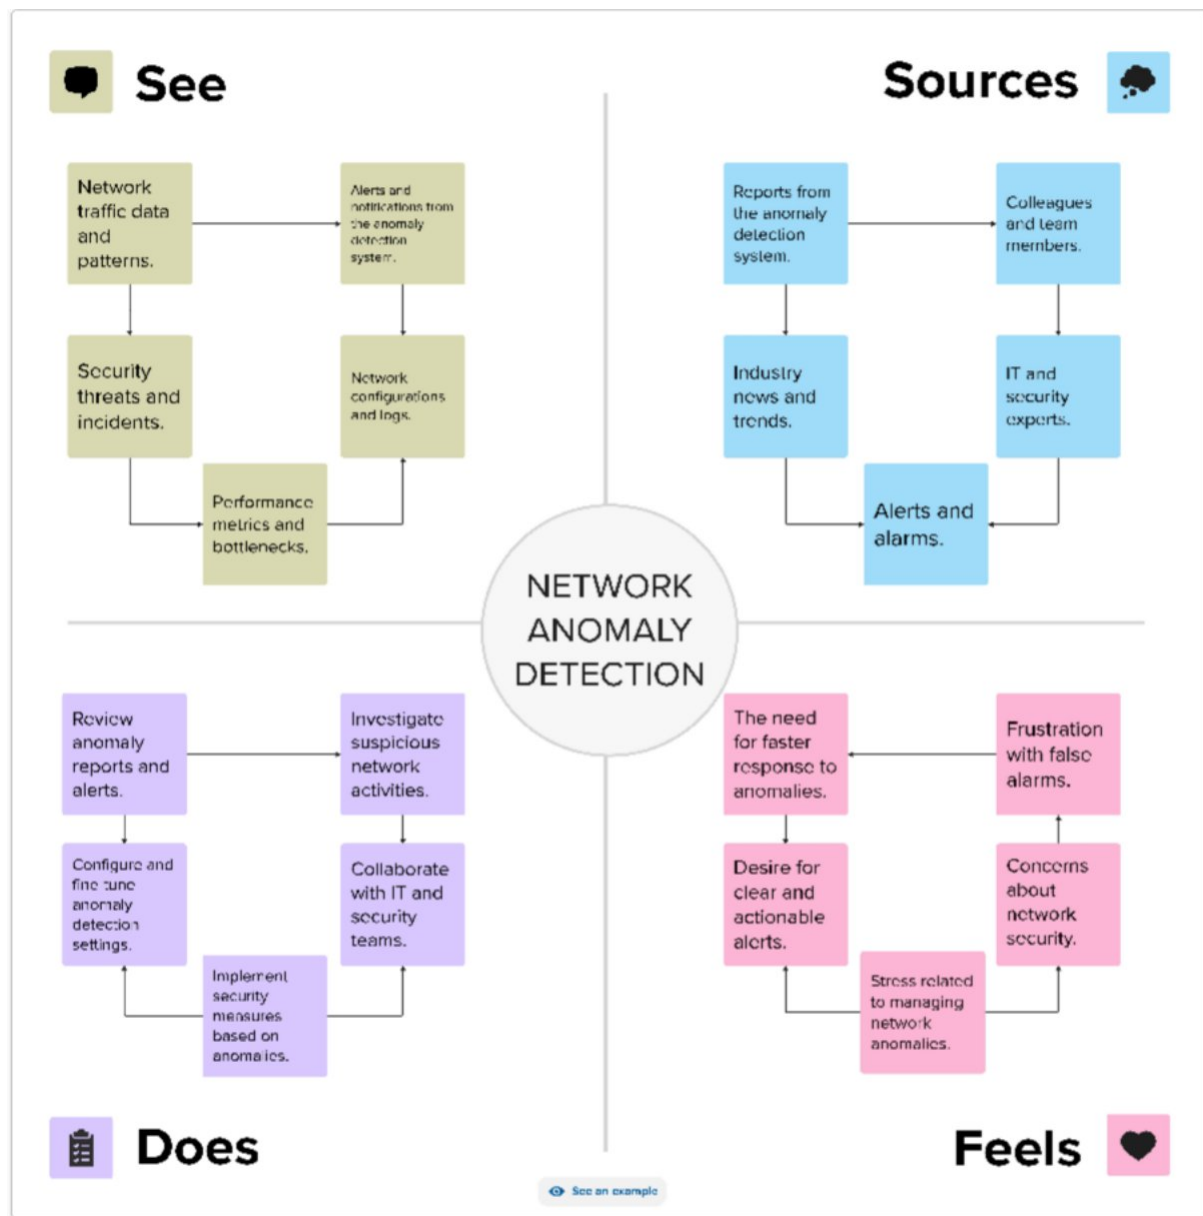 See
Sources
Network
traffic data
and
patterns.
Alerts and
notifications from
the anomaly
detection
system.
Security
threats and
incidents.
Network
configurations
and logs.
Performance
metrics and
bottlenecks.
Reports from
the anomaly
detection
system.
Colleagues
and team
members.
Industry
news and
trends.
IT and
security
experts.
Alerts and
alarms.
NETWORK
ANOMALY
DETECTION
Review
anomaly
reports and
alerts.
Investigate
suspicious
network
activities.
Configure and
fine tune
anomaly
detection
settings.
Collaborate
with IT and
security
teams.
Implement
security
measures
based on
anomalies.
The need
for faster
response to
anomalies.
Frustration
with false
alarms.
Desire for
clear and
actionable
alerts.
Concerns
about
network
security.
Stress related
to managing
network
anomalies.
Does
Feels
See an example